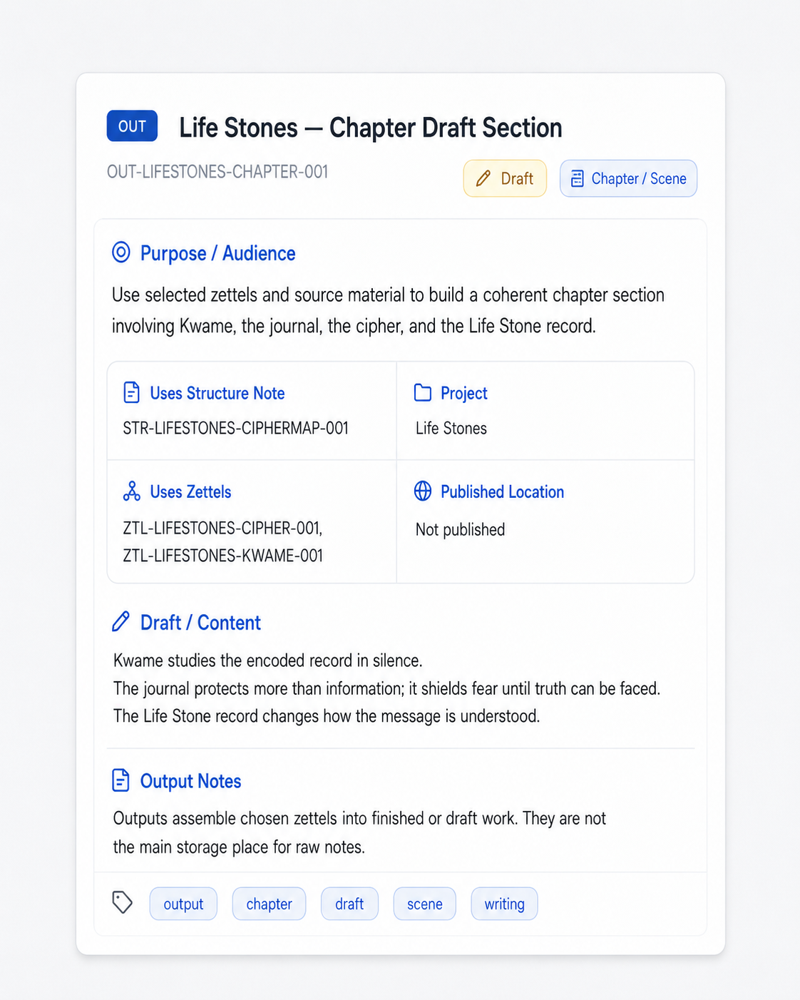 OUT
Life Stones — Chapter Draft Section
OUT-LIFESTONES-CHAPTER-001
Draft
Chapter / Scene
Purpose / Audience
Use selected zettels and source material to build a coherent chapter section
involving Kwame, the journal, the cipher, and the Life Stone record.
Uses Structure Note
STR-LIFESTONES-CIPHERMAP-001
Project
Life Stones
Uses Zettels
ZTL-LIFESTONES-CIPHER-001,
ZTL-LIFESTONES-KWAME-001
Published Location
Not published
Draft / Content
Kwame studies the encoded record in silence.
The journal protects more than information; it shields fear until truth can be faced.
The Life Stone record changes how the message is understood.
Output Notes
Outputs assemble chosen zettels into finished or draft work. They are not
the main storage place for raw notes.
output
chapter
draft
scene
writing